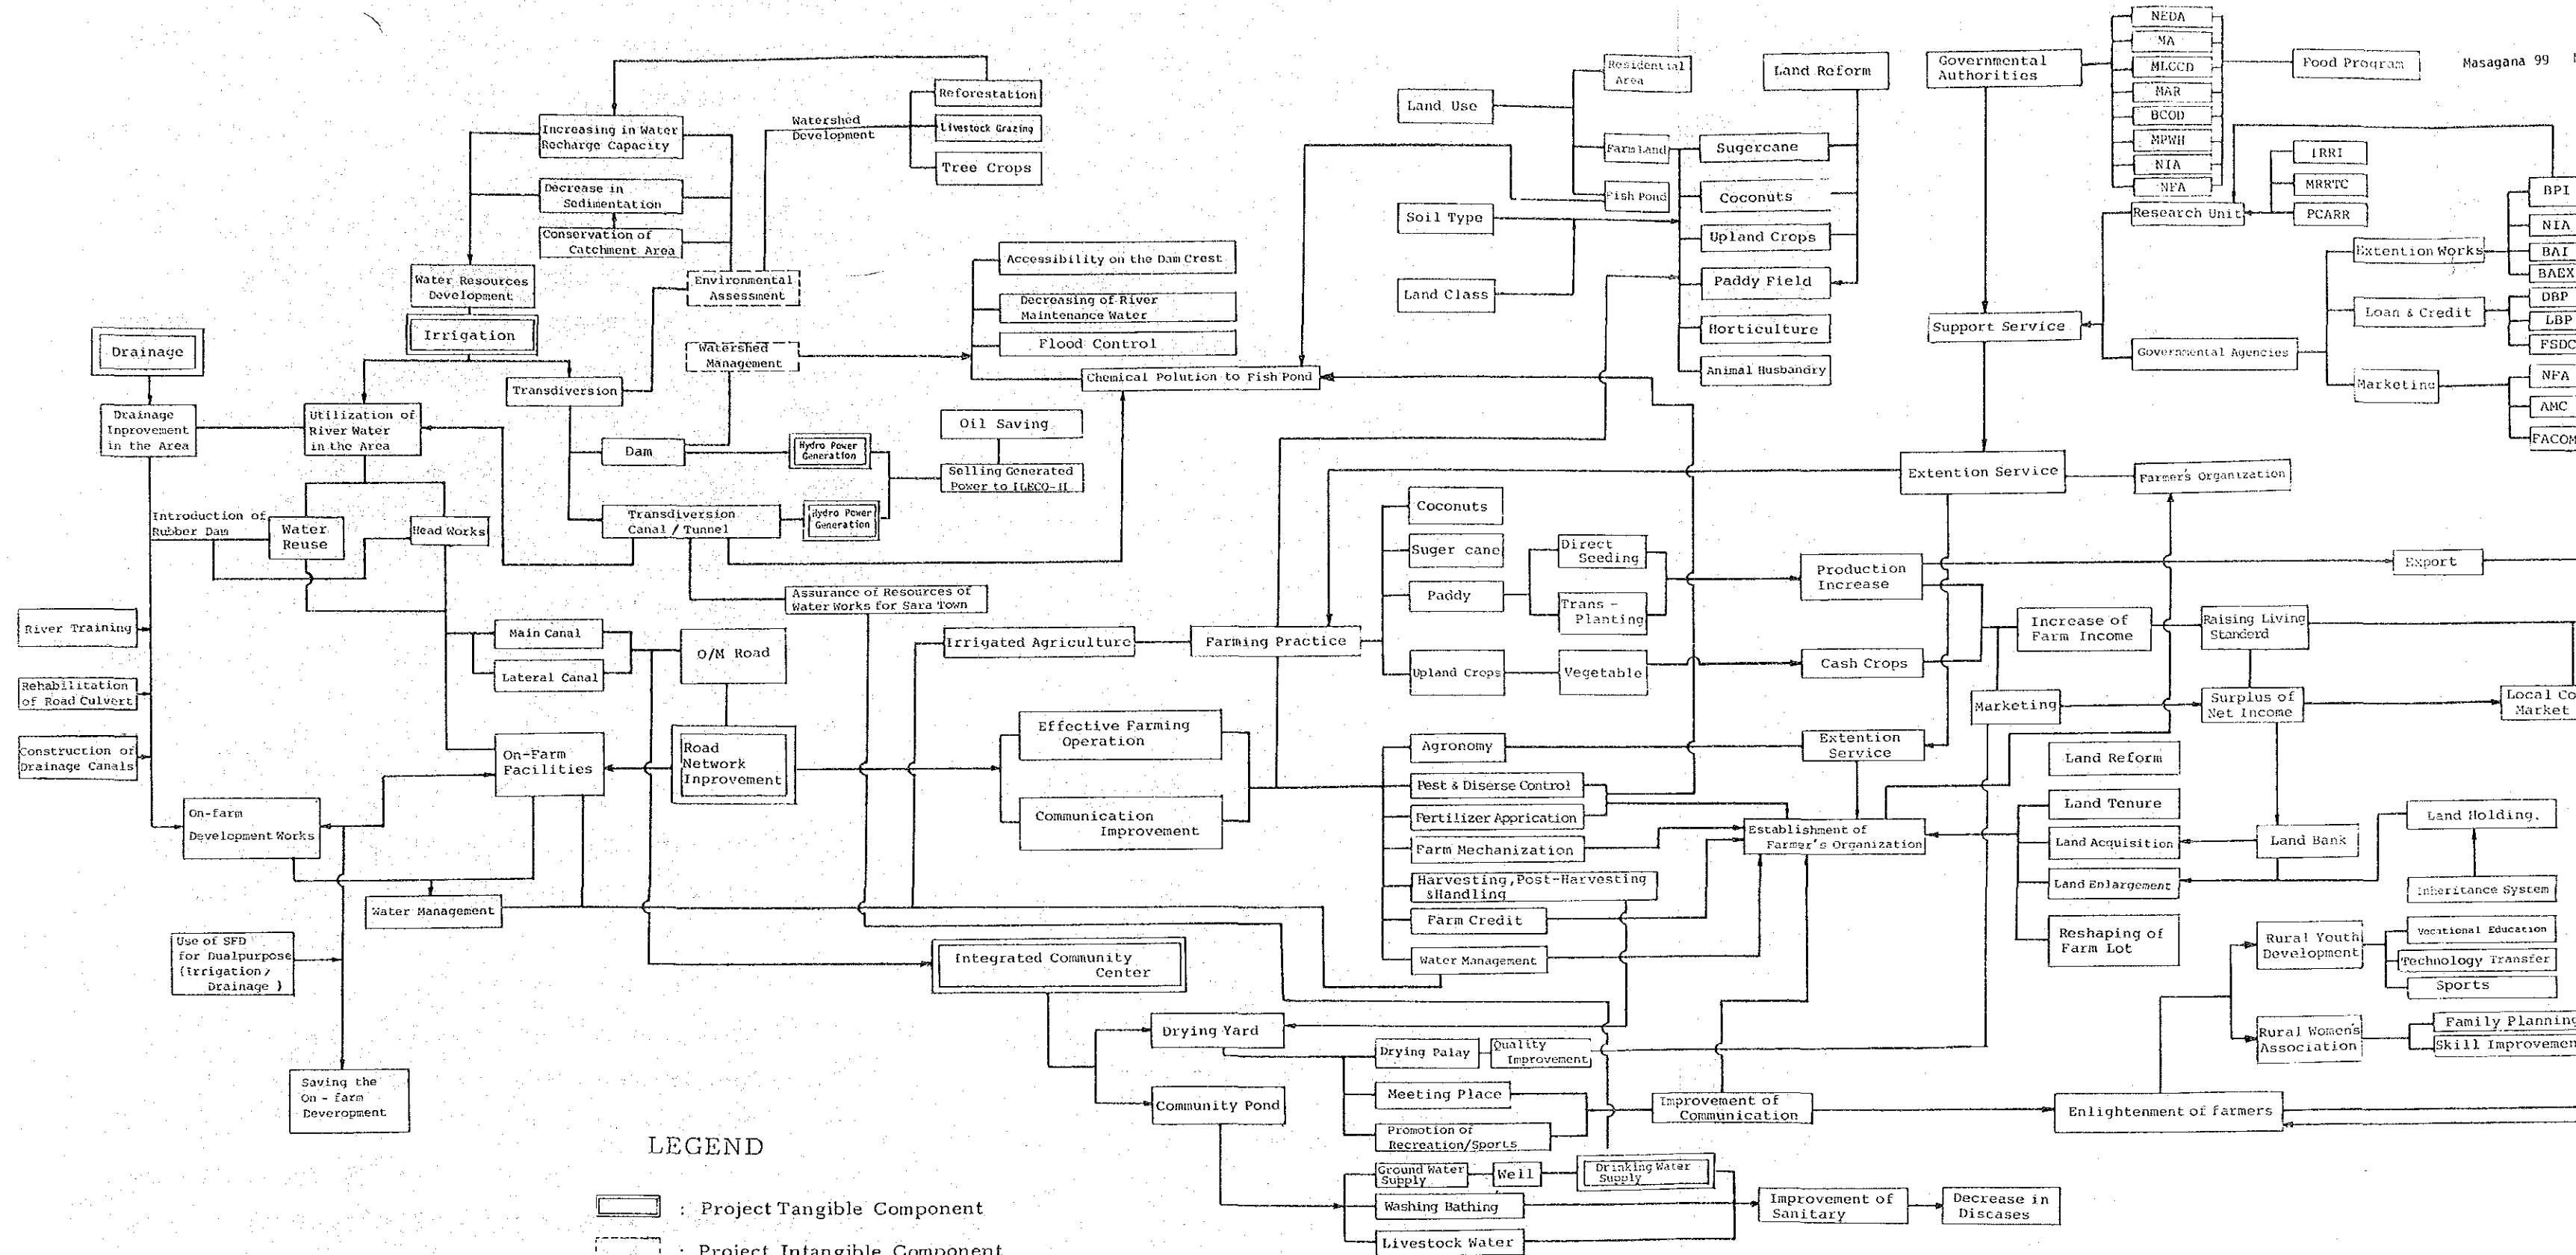 Reforestation
Livestock Grazing
Tree Crops
Watershed
Development
Increasing in Water
Recharge Capacity
Decrease in
Sedimentation
Conservation of
Catchment Area
Water Resources
Development
Irrigation
Environmental
Assessment
Watershed
Management
Accessibility on the Dam Crest
Decreasing of River
Maintenance Water
Flood Control
Chemical Polution to Fish Pond
Drainage
Drainage
Inprovement
in the Area
Utilization of
River Water
in the Area
Transdiversion
Dam
Hydro Power
Generation
Oil Saving
Selling Generated
Power to ILECO-II
Transdiversion
Canal / Tunnel
Hydro Power
Generation
Introduction of
Rubber Dam
Water
Reuse
Head Works
Assurance of Resources of
Water Works for Sara Town
River Training
Rehabilitation
of Road Culvert
Construction of
Drainage Canals
Main Canal
Lateral Canal
O/M Road
On-Farm
Facilities
Road
Network
Inprovement
On-farm
Development Works
Water Management
Use of SFD
for Dualpurpose
(Irrigation/
Drainage )
Saving the
On - farm
Deveropment
Irrigated Agriculture
Farming Practice
Effective Farming
Operation
Communication
Improvement
Integrated Community
Center
Drying Yard
Community Pond
Land Use
Soil Type
Land Class
Residential
Area
Farm Land
Fish Pond
Land Reform
Sugercane
Coconuts
Upland Crops
Paddy Field
Horticulture
Animal Husbandry
Governmental
Authorities
NEDA
MA
MLGCD
MAR
BCOD
MPWH
NIA
NFA
Food Program
Masagana 99
Research Unit
IRRI
MRRTC
PCARR
Support Service
Governmental Agencies
Extention Works
Loan & Credit
Marketing
BPI
NIA
BAI
BAEX
DBP
LBP
FSDC
NFA
AMC
FACOM
Extention Service
Farmer's Organization
Coconuts
Suger cane
Paddy
Upland Crops
Direct
Seeding
Trans -
Planting
Vegetable
Production
Increase
Cash Crops
Export
Increase of
Farm Income
Raising Living
Standerd
Marketing
Surplus of
Net Income
Local Co
Market
Agronomy
Pest & Diserse Control
Fertilizer Apprication
Farm Mechanization
Harvesting,Post-Harvesting
&Handling
Farm Credit
Water Management
Extention
Service
Establishment of
Farmer's Organization
Land Reform
Land Tenure
Land Acquisition
Land Enlargement
Reshaping of
Farm Lot
Land Bank
Land Holding.
Inheritance System
Rural Youth
Development
Vocational Education
Technology Transfer
Sports
Rural Women's
Association
Family Planning
Skill Improvemen
Drying Palay
Quality
Improvement
Meeting Place
Promotion of
Recreation/Sports
Improvement of
Communication
Enlightenment of farmers
Ground Water
Supply
Well
Drinking Water
Supply
Washing Bathing
Livestock Water
Improvement of
Sanitary
Decrease in
Discases
LEGEND
: Project Tangible Component
: Project Intangible Component